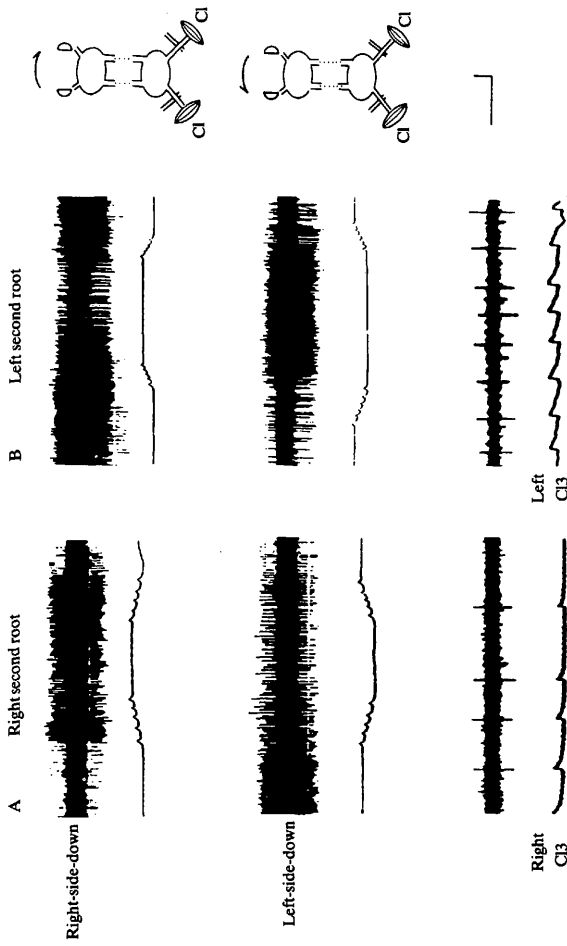 A Right second root
B Left second root
Right-side-down
Cl Cl
Left-side-down
Cl Cl
Right
Cl3
Left
Cl3